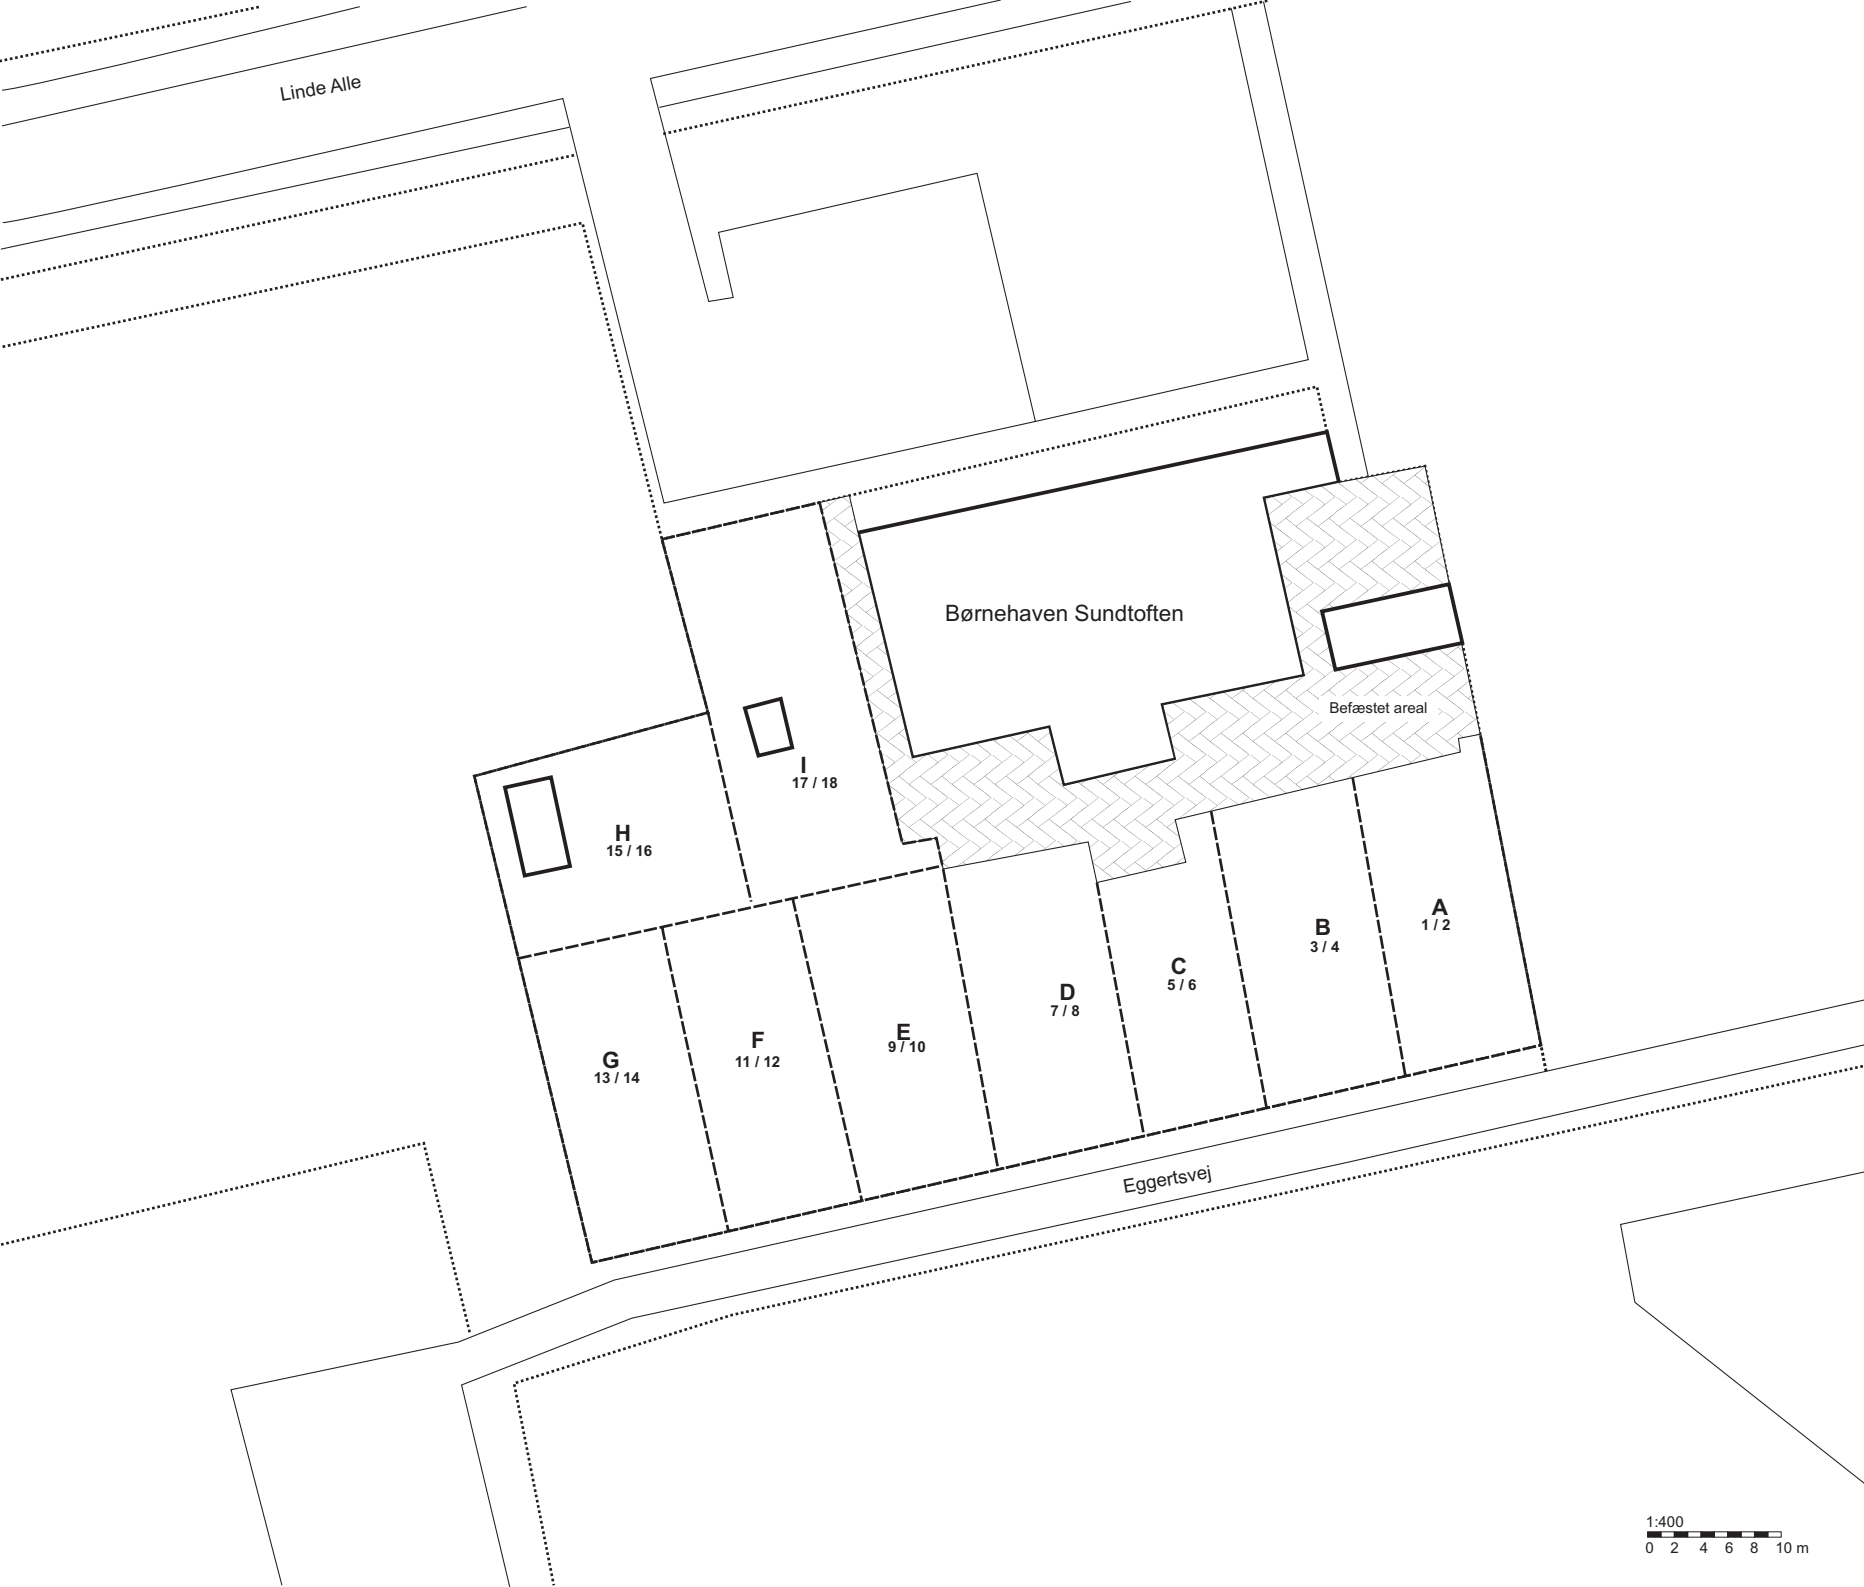 Linde Alle
Børnehaven Sundtoften
Befæstet areal
I
17 / 18
H
15 / 16
A
1 / 2
B
3 / 4
C
5 / 6
D
7 / 8
E
9 / 10
F
11 / 12
G
13 / 14
Eggertsvej
1:400
0 2 4 6 8 10 m